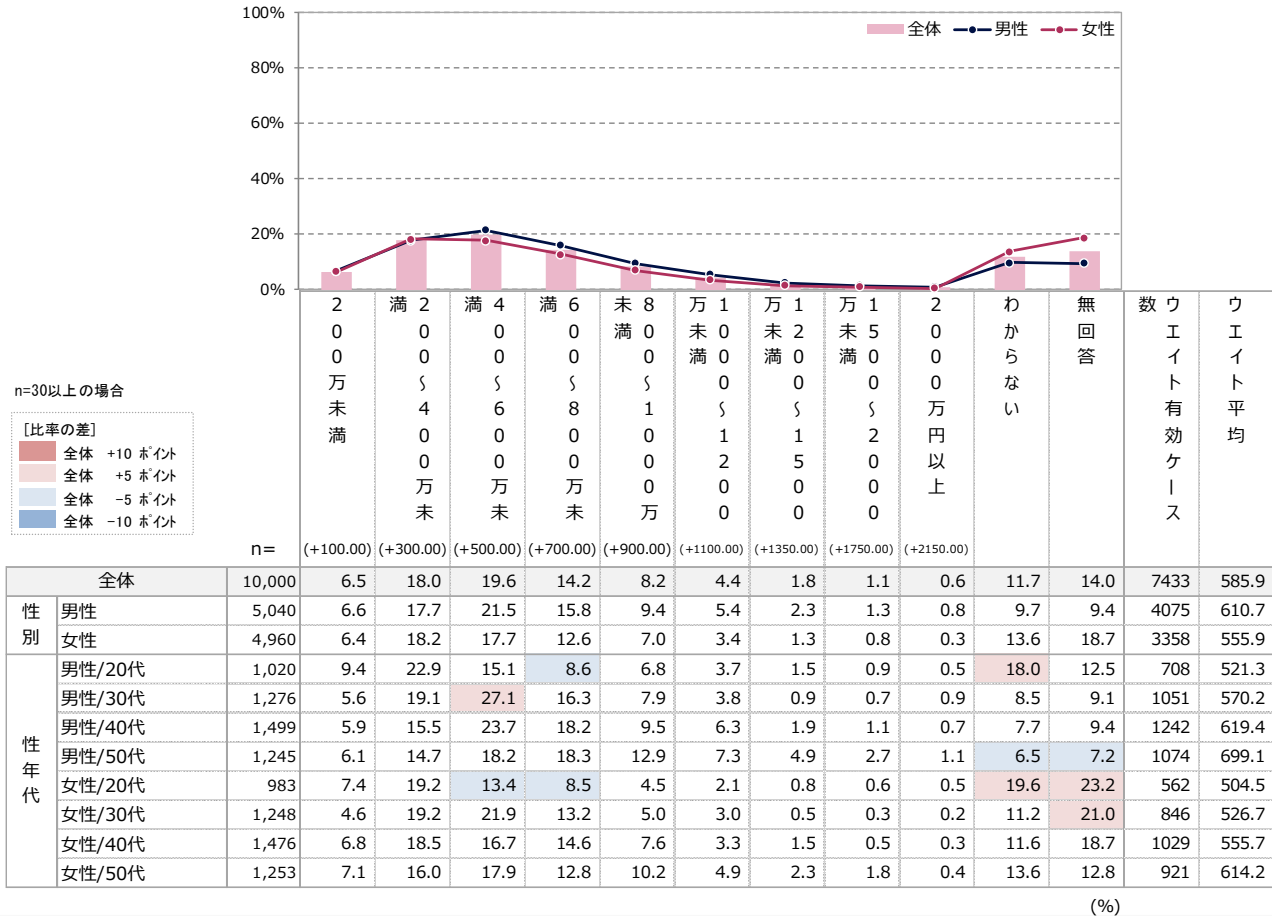 100%
80%
60%
40%
20%
0%
全体 男性 女性
n=30以上の場合
[比率の差]
全体 +10 ポイント
全体 +5 ポイント
全体 -5 ポイント
全体 -10 ポイント
200万未満
200～400万未満
400～600万未満
600～800万未満
800～1000万未満
1000～1200万未満
1200～1500万未満
1500～2000万未満
2000万円以上
わからない
無回答
ウエイト有効ケース数
ウエイト平均
n= (+100.00) (+300.00) (+500.00) (+700.00) (+900.00) (+1100.00) (+1350.00) (+1750.00) (+2150.00)
全体 10,000 6.5 18.0 19.6 14.2 8.2 4.4 1.8 1.1 0.6 11.7 14.0 7433 585.9
性別
男性 5,040 6.6 17.7 21.5 15.8 9.4 5.4 2.3 1.3 0.8 9.7 9.4 4075 610.7
女性 4,960 6.4 18.2 17.7 12.6 7.0 3.4 1.3 0.8 0.3 13.6 18.7 3358 555.9
性年代
男性/20代 1,020 9.4 22.9 15.1 8.6 6.8 3.7 1.5 0.9 0.5 18.0 12.5 708 521.3
男性/30代 1,276 5.6 19.1 27.1 16.3 7.9 3.8 0.9 0.7 0.9 8.5 9.1 1051 570.2
男性/40代 1,499 5.9 15.5 23.7 18.2 9.5 6.3 1.9 1.1 0.7 7.7 9.4 1242 619.4
男性/50代 1,245 6.1 14.7 18.2 18.3 12.9 7.3 4.9 2.7 1.1 6.5 7.2 1074 699.1
女性/20代 983 7.4 19.2 13.4 8.5 4.5 2.1 0.8 0.6 0.5 19.6 23.2 562 504.5
女性/30代 1,248 4.6 19.2 21.9 13.2 5.0 3.0 0.5 0.3 0.2 11.2 21.0 846 526.7
女性/40代 1,476 6.8 18.5 16.7 14.6 7.6 3.3 1.5 0.5 0.3 11.6 18.7 1029 555.7
女性/50代 1,253 7.1 16.0 17.9 12.8 10.2 4.9 2.3 1.8 0.4 13.6 12.8 921 614.2
(%)